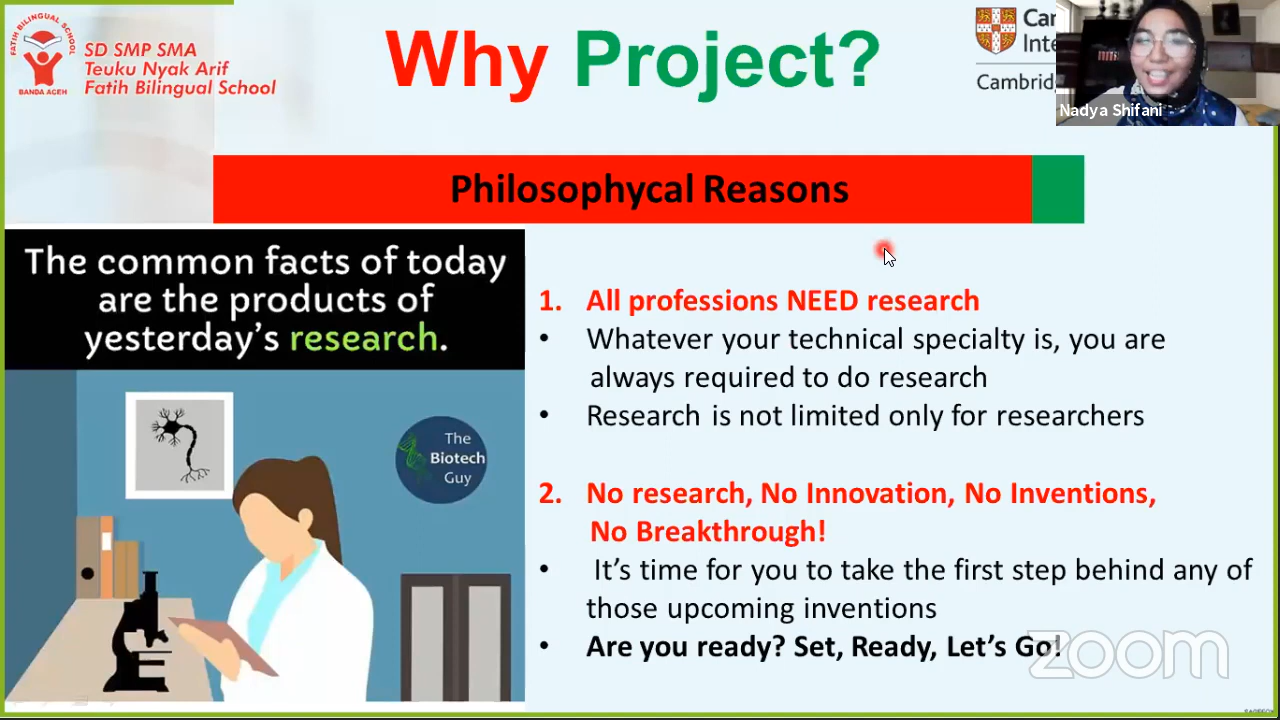 FATIH BILINGUAL SCHOOL
BANDA ACEH
SD SMP SMA
Teuku Nyak Arif
Fatih Bilingual School
Why Project?
Nadya Shifani
Philosophycal Reasons
The common facts of today
are the products of
yesterday's research.
The
Biotech
Guy
1. All professions NEED research
• Whatever your technical specialty is, you are
always required to do research
• Research is not limited only for researchers
2. No research, No Innovation, No Inventions,
No Breakthrough!
• It's time for you to take the first step behind any of
those upcoming inventions
• Are you ready? Set, Ready, Let's Go!
zoom